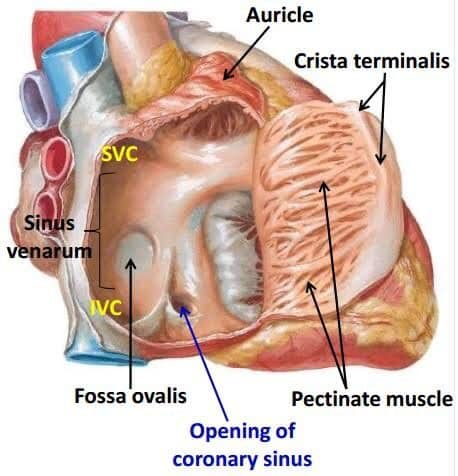 Auricle
Crista terminalis
SVC
Sinus
venarum
IVC
Fossa ovalis
Pectinate muscle
Opening of
coronary sinus